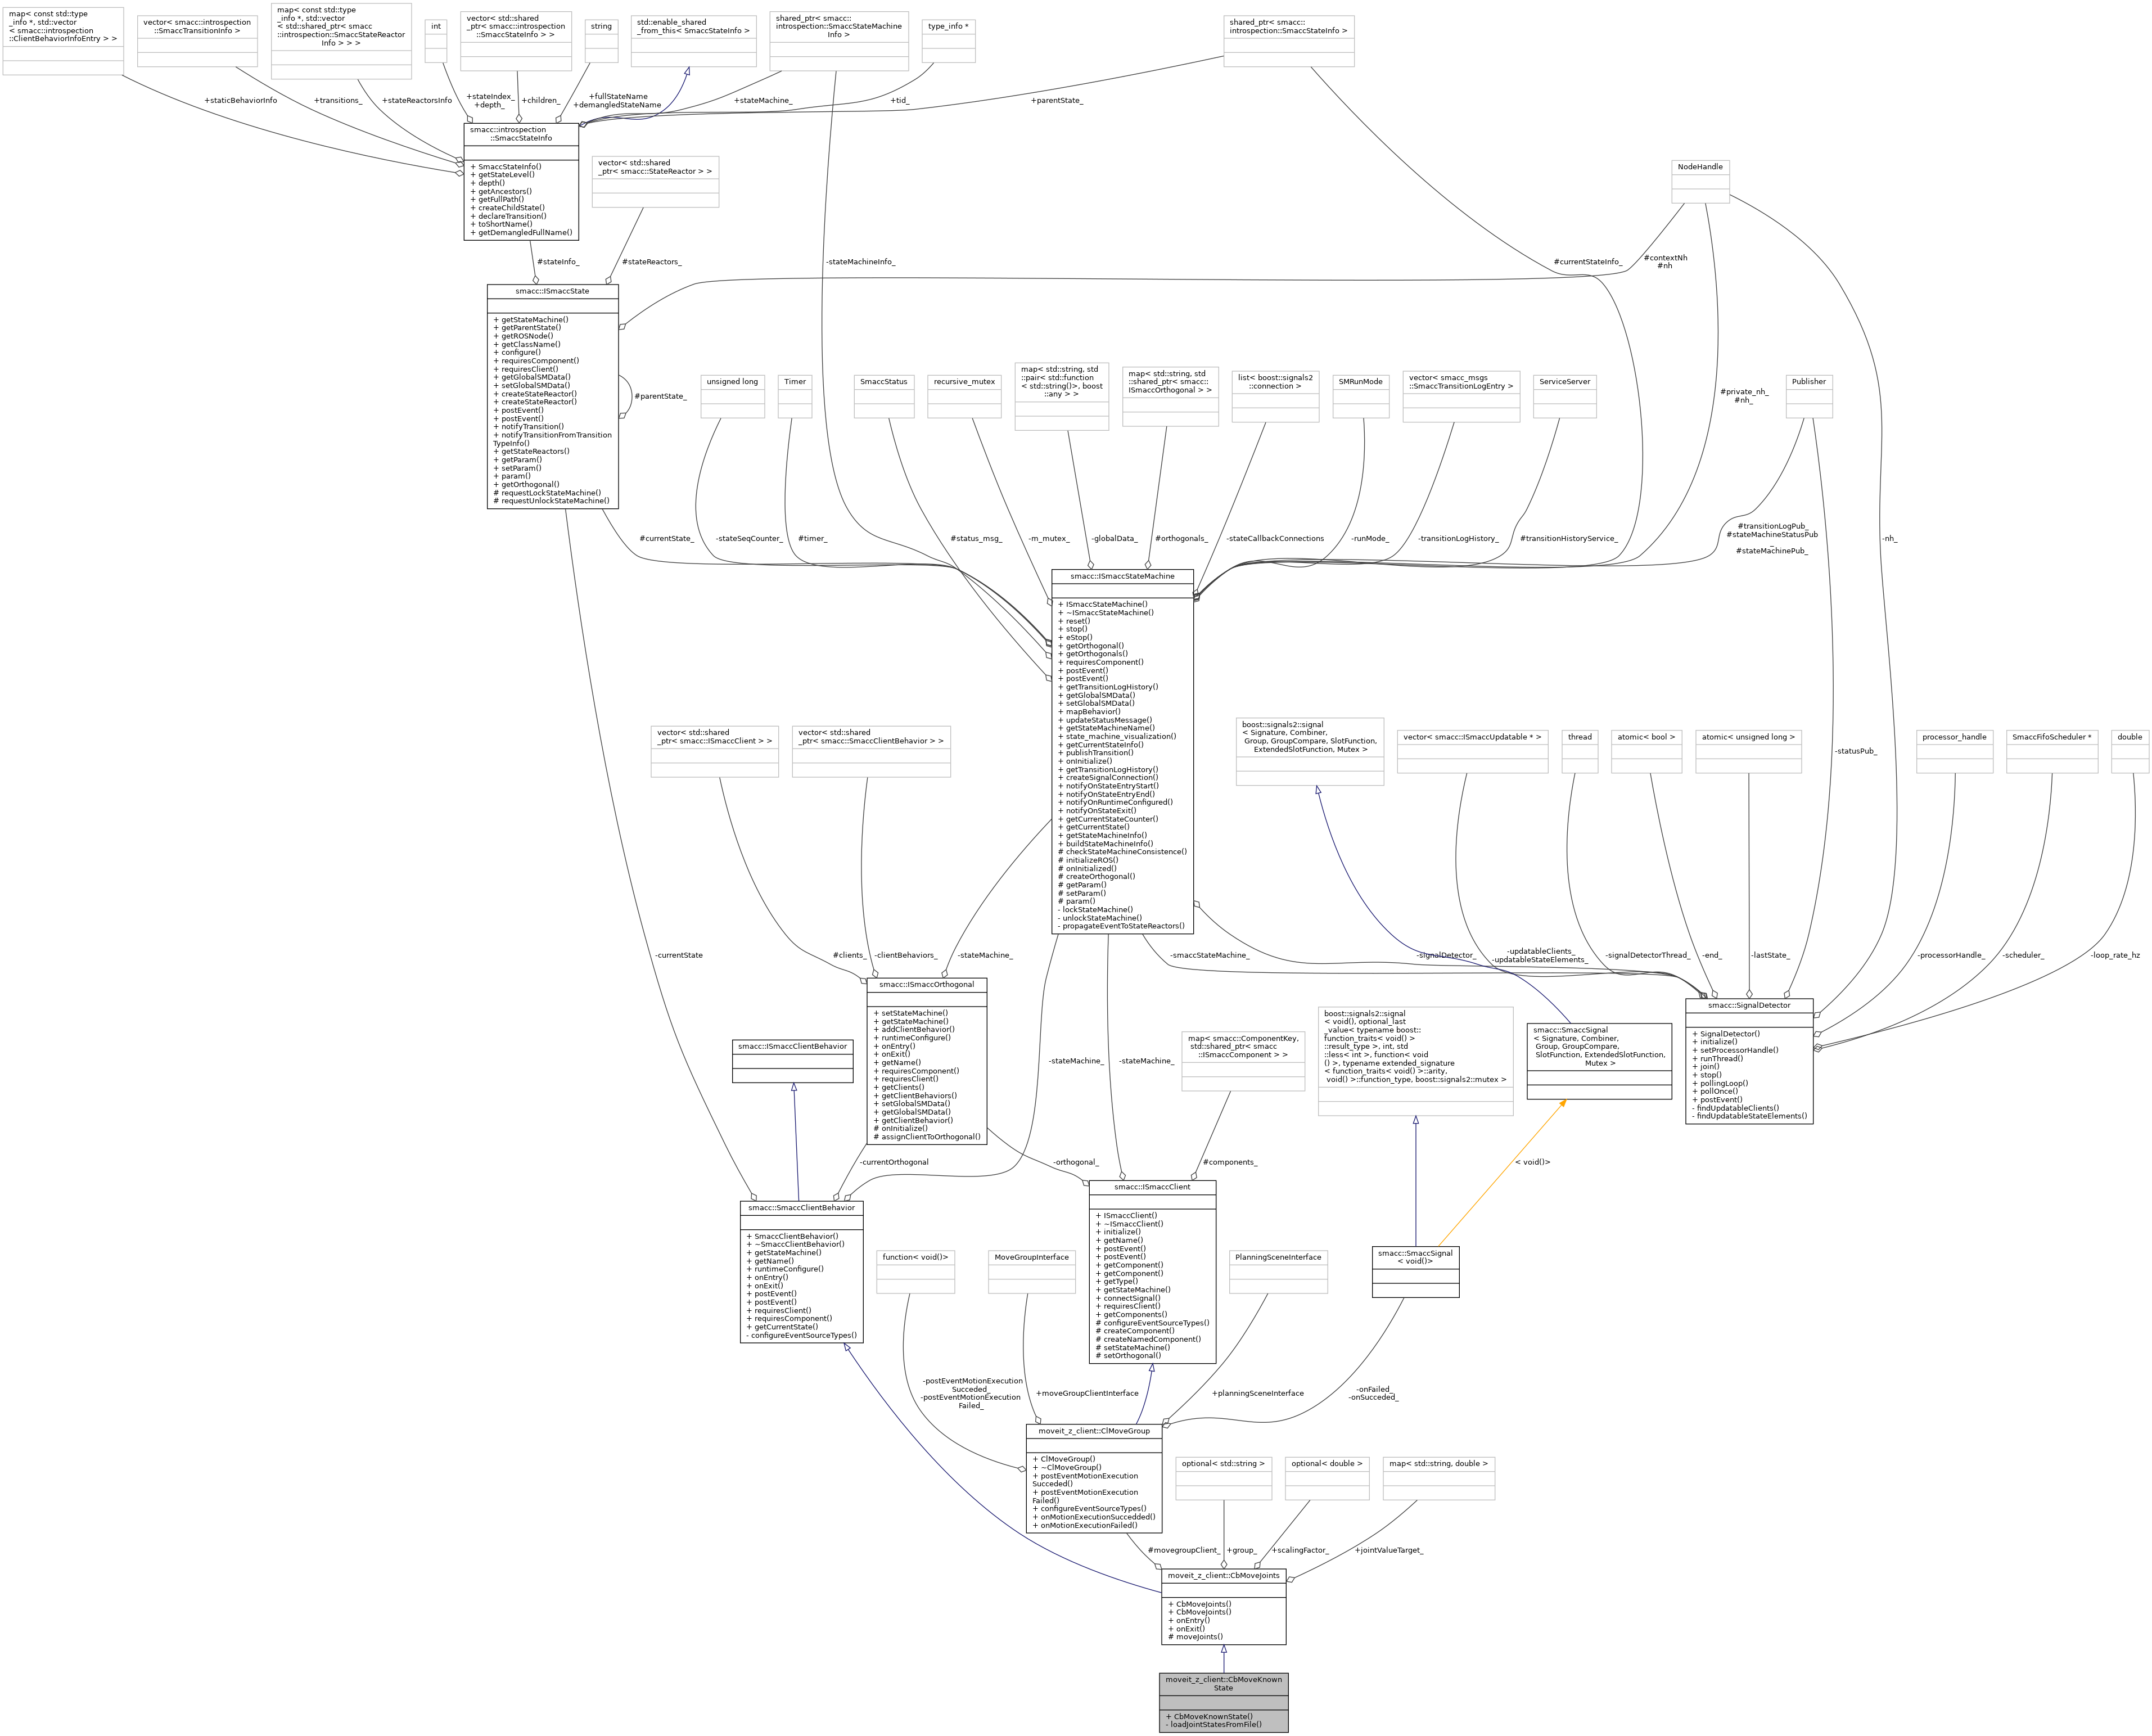 map< const std::type
_info *, std::vector
< smacc::introspection
::ClientBehaviorInfoEntry > >
vector< smacc::introspection
::SmaccTransitionInfo >
map< const std::type
_info *, std::vector
< std::shared_ptr< smacc
::introspection::SmaccStateReactor
Info > > >
int
vector< std::shared
_ptr< smacc::introspection
::SmaccStateInfo > >
string
std::enable_shared
_from_this< SmaccStateInfo >
shared_ptr< smacc::
introspection::SmaccStateMachine
Info >
type_info *
shared_ptr< smacc::
introspection::SmaccStateInfo >
+staticBehaviorInfo
+transitions_
+stateReactorsInfo
+stateIndex_
+depth_
+children_
+fullStateName
+demangledStateName
+stateMachine_
+tid_
+parentState_
smacc::introspection
::SmaccStateInfo
+ SmaccStateInfo()
+ getStateLevel()
+ depth()
+ getAncestors()
+ getFullPath()
+ createChildState()
+ declareTransition()
+ toShortName()
+ getDemangledFullName()
vector< std::shared
_ptr< smacc::StateReactor > >
NodeHandle
#stateInfo_
#stateReactors_
-stateMachineInfo_
#currentStateInfo_
#contextNh
#nh
smacc::ISmaccState
+ getStateMachine()
+ getParentState()
+ getROSNode()
+ getClassName()
+ configure()
+ requiresComponent()
+ requiresClient()
+ getGlobalSMData()
+ setGlobalSMData()
+ createStateReactor()
+ createStateReactor()
+ postEvent()
+ postEvent()
+ notifyTransition()
+ notifyTransitionFromTransition
TypeInfo()
+ getStateReactors()
+ getParam()
+ setParam()
+ param()
+ getOrthogonal()
# requestLockStateMachine()
# requestUnlockStateMachine()
#parentState_
unsigned long
Timer
SmaccStatus
recursive_mutex
map< std::string, std
::pair< std::function
< std::string()>, boost
::any > >
map< std::string, std
::shared_ptr< smacc::
ISmaccOrthogonal > >
list< boost::signals2
::connection >
SMRunMode
vector< smacc_msgs
::SmaccTransitionLogEntry >
ServiceServer
#private_nh_
#nh_
Publisher
#currentState_
-stateSeqCounter_
#timer_
#status_msg_
-m_mutex_
-globalData_
#orthogonals_
-stateCallbackConnections
-runMode_
-transitionLogHistory_
#transitionHistoryService_
#transitionLogPub_
#stateMachineStatusPub
_
#stateMachinePub_
-nh_
smacc::ISmaccStateMachine
+ ISmaccStateMachine()
+ ~ISmaccStateMachine()
+ reset()
+ stop()
+ eStop()
+ getOrthogonal()
+ getOrthogonals()
+ requiresComponent()
+ postEvent()
+ postEvent()
+ getTransitionLogHistory()
+ getGlobalSMData()
+ setGlobalSMData()
+ mapBehavior()
+ updateStatusMessage()
+ getStateMachineName()
+ state_machine_visualization()
+ getCurrentStateInfo()
+ publishTransition()
+ onInitialize()
+ getTransitionLogHistory()
+ createSignalConnection()
+ notifyOnStateEntryStart()
+ notifyOnStateEntryEnd()
+ notifyOnRuntimeConfigured()
+ notifyOnStateExit()
+ getCurrentStateCounter()
+ getCurrentState()
+ getStateMachineInfo()
+ buildStateMachineInfo()
# checkStateMachineConsistence()
# initializeROS()
# onInitialized()
# createOrthogonal()
# getParam()
# setParam()
# param()
- lockStateMachine()
- unlockStateMachine()
- propagateEventToStateReactors()
vector< std::shared
_ptr< smacc::ISmaccClient > >
vector< std::shared
_ptr< smacc::SmaccClientBehavior > >
boost::signals2::signal
< Signature, Combiner,
Group, GroupCompare, SlotFunction,
ExtendedSlotFunction, Mutex >
vector< smacc::ISmaccUpdatable * >
thread
atomic< bool >
atomic< unsigned long >
-statusPub_
processor_handle
SmaccFifoScheduler *
double
-currentState
#clients_
-clientBehaviors_
-stateMachine_
-smaccStateMachine_
-signalDetector_
-updatableClients_
-updatableStateElements_
-signalDetectorThread_
-end_
-lastState_
-processorHandle_
-scheduler_
-loop_rate_hz
smacc::ISmaccOrthogonal
+ setStateMachine()
+ getStateMachine()
+ addClientBehavior()
+ runtimeConfigure()
+ onEntry()
+ onExit()
+ getName()
+ requiresComponent()
+ requiresClient()
+ getClients()
+ getClientBehaviors()
+ setGlobalSMData()
+ getGlobalSMData()
+ getClientBehavior()
# onInitialize()
# assignClientToOrthogonal()
smacc::SignalDetector
+ SignalDetector()
+ initialize()
+ setProcessorHandle()
+ runThread()
+ join()
+ stop()
+ pollingLoop()
+ pollOnce()
+ postEvent()
- findUpdatableClients()
- findUpdatableStateElements()
smacc::ISmaccClientBehavior
-stateMachine_
-stateMachine_
map< smacc::ComponentKey,
std::shared_ptr< smacc
::ISmaccComponent > >
boost::signals2::signal
< void(), optional_last
_value< typename boost::
function_traits< void() >
::result_type >, int, std
::less< int >, function< void
() >, typename extended_signature
< function_traits< void() >::arity,
void() >::function_type, boost::signals2::mutex >
smacc::SmaccSignal
< Signature, Combiner,
Group, GroupCompare,
SlotFunction, ExtendedSlotFunction,
Mutex >
-currentOrthogonal
-orthogonal_
#components_
< void()>
smacc::SmaccClientBehavior
+ SmaccClientBehavior()
+ ~SmaccClientBehavior()
+ getStateMachine()
+ getName()
+ runtimeConfigure()
+ onEntry()
+ onExit()
+ postEvent()
+ postEvent()
+ requiresClient()
+ requiresComponent()
+ getCurrentState()
- configureEventSourceTypes()
smacc::ISmaccClient
+ ISmaccClient()
+ ~ISmaccClient()
+ initialize()
+ getName()
+ postEvent()
+ postEvent()
+ getComponent()
+ getComponent()
+ getType()
+ getStateMachine()
+ connectSignal()
+ requiresClient()
+ getComponents()
# configureEventSourceTypes()
# createComponent()
# createNamedComponent()
# setStateMachine()
# setOrthogonal()
function< void()>
MoveGroupInterface
PlanningSceneInterface
smacc::SmaccSignal
< void()>
-postEventMotionExecution
Succeded_
-postEventMotionExecution
Failed_
+moveGroupClientInterface
+planningSceneInterface
-onFailed_
-onSucceded_
moveit_z_client::ClMoveGroup
+ ClMoveGroup()
+ ~ClMoveGroup()
+ postEventMotionExecution
Succeded()
+ postEventMotionExecution
Failed()
+ configureEventSourceTypes()
+ onMotionExecutionSuccedded()
+ onMotionExecutionFailed()
optional< std::string >
optional< double >
map< std::string, double >
#movegroupClient_
+group_
+scalingFactor_
+jointValueTarget_
moveit_z_client::CbMoveJoints
+ CbMoveJoints()
+ CbMoveJoints()
+ onEntry()
+ onExit()
# moveJoints()
moveit_z_client::CbMoveKnown
State
+ CbMoveKnownState()
- loadJointStatesFromFile()